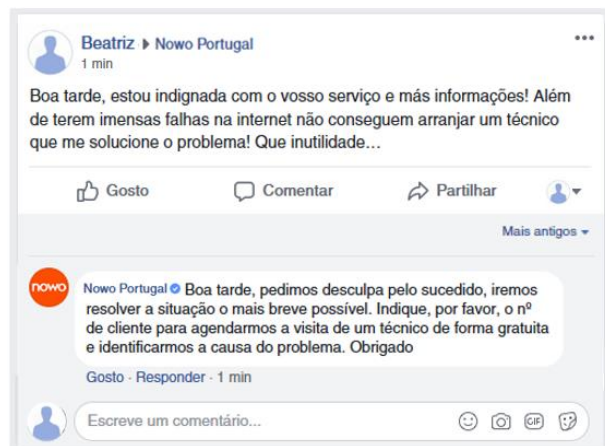 Beatriz ▸ Nowo Portugal
1 min
Boa tarde, estou indignada com o vosso serviço e más informações! Além
de terem imensas falhas na internet não conseguem arranjar um técnico
que me solucione o problema! Que inutilidade…
Gosto Comentar Partilhar
Mais antigos
nowo
Nowo Portugal Boa tarde, pedimos desculpa pelo sucedido, iremos
resolver a situação o mais breve possível. Indique, por favor, o nº
de cliente para agendarmos a visita de um técnico de forma gratuita
e identificarmos a causa do problema. Obrigado
Gosto · Responder · 1 min
Escreve um comentário...
GIF